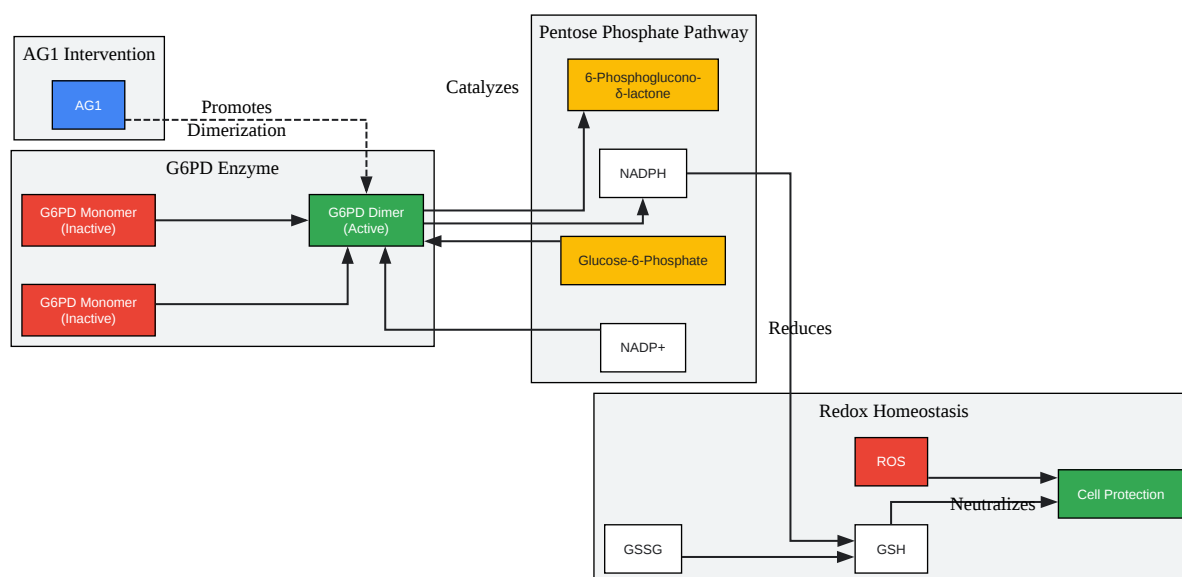 AG1 Intervention
AG1
Promotes
Dimerization
G6PD Enzyme
G6PD Monomer
(Inactive)
G6PD Dimer
(Active)
G6PD Monomer
(Inactive)
Catalyzes
Pentose Phosphate Pathway
6-Phosphoglucono-
δ-lactone
NADPH
Glucose-6-Phosphate
NADP+
Reduces
Redox Homeostasis
ROS
Neutralizes
Cell Protection
GSSG
GSH